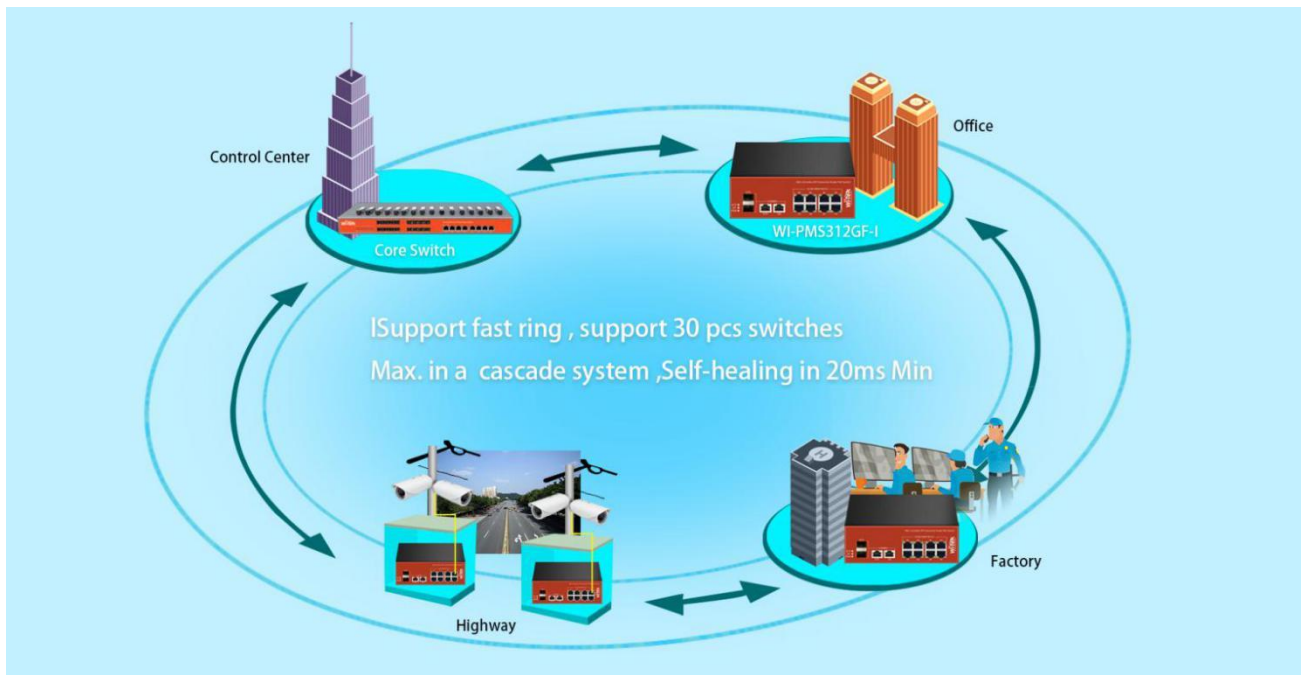 Control Center
Office
Core Switch
WI-PMS312GF-I
ISupport fast ring , support 30 pcs switches
Max. in a cascade system ,Self-healing in 20ms Min
Factory
Highway